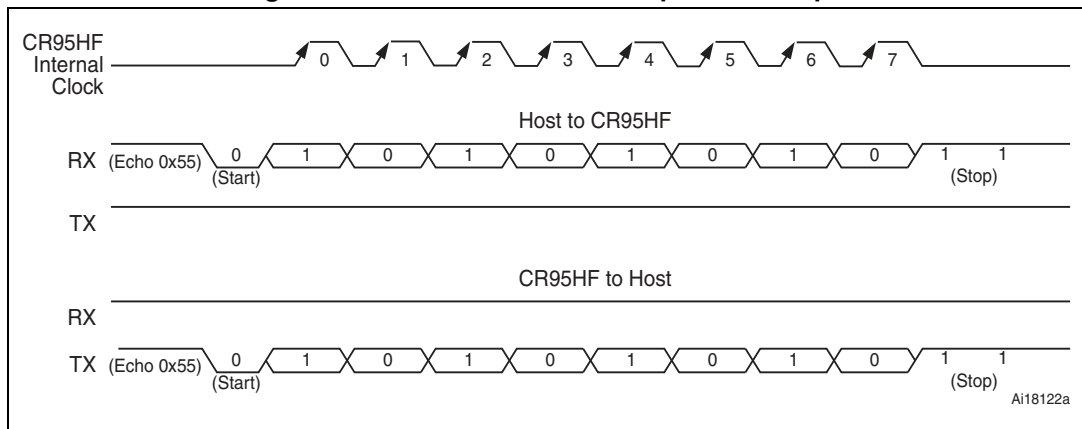 CR95HF
Internal
Clock
0 1 2 3 4 5 6 7
Host to CR95HF
RX (Echo 0x55) 0 1 0 1 0 1 0 1 0 1 1
(Start) (Stop)
TX
CR95HF to Host
RX
TX (Echo 0x55) 0 1 0 1 0 1 0 1 0 1 1
(Start) (Stop)
Ai18122a